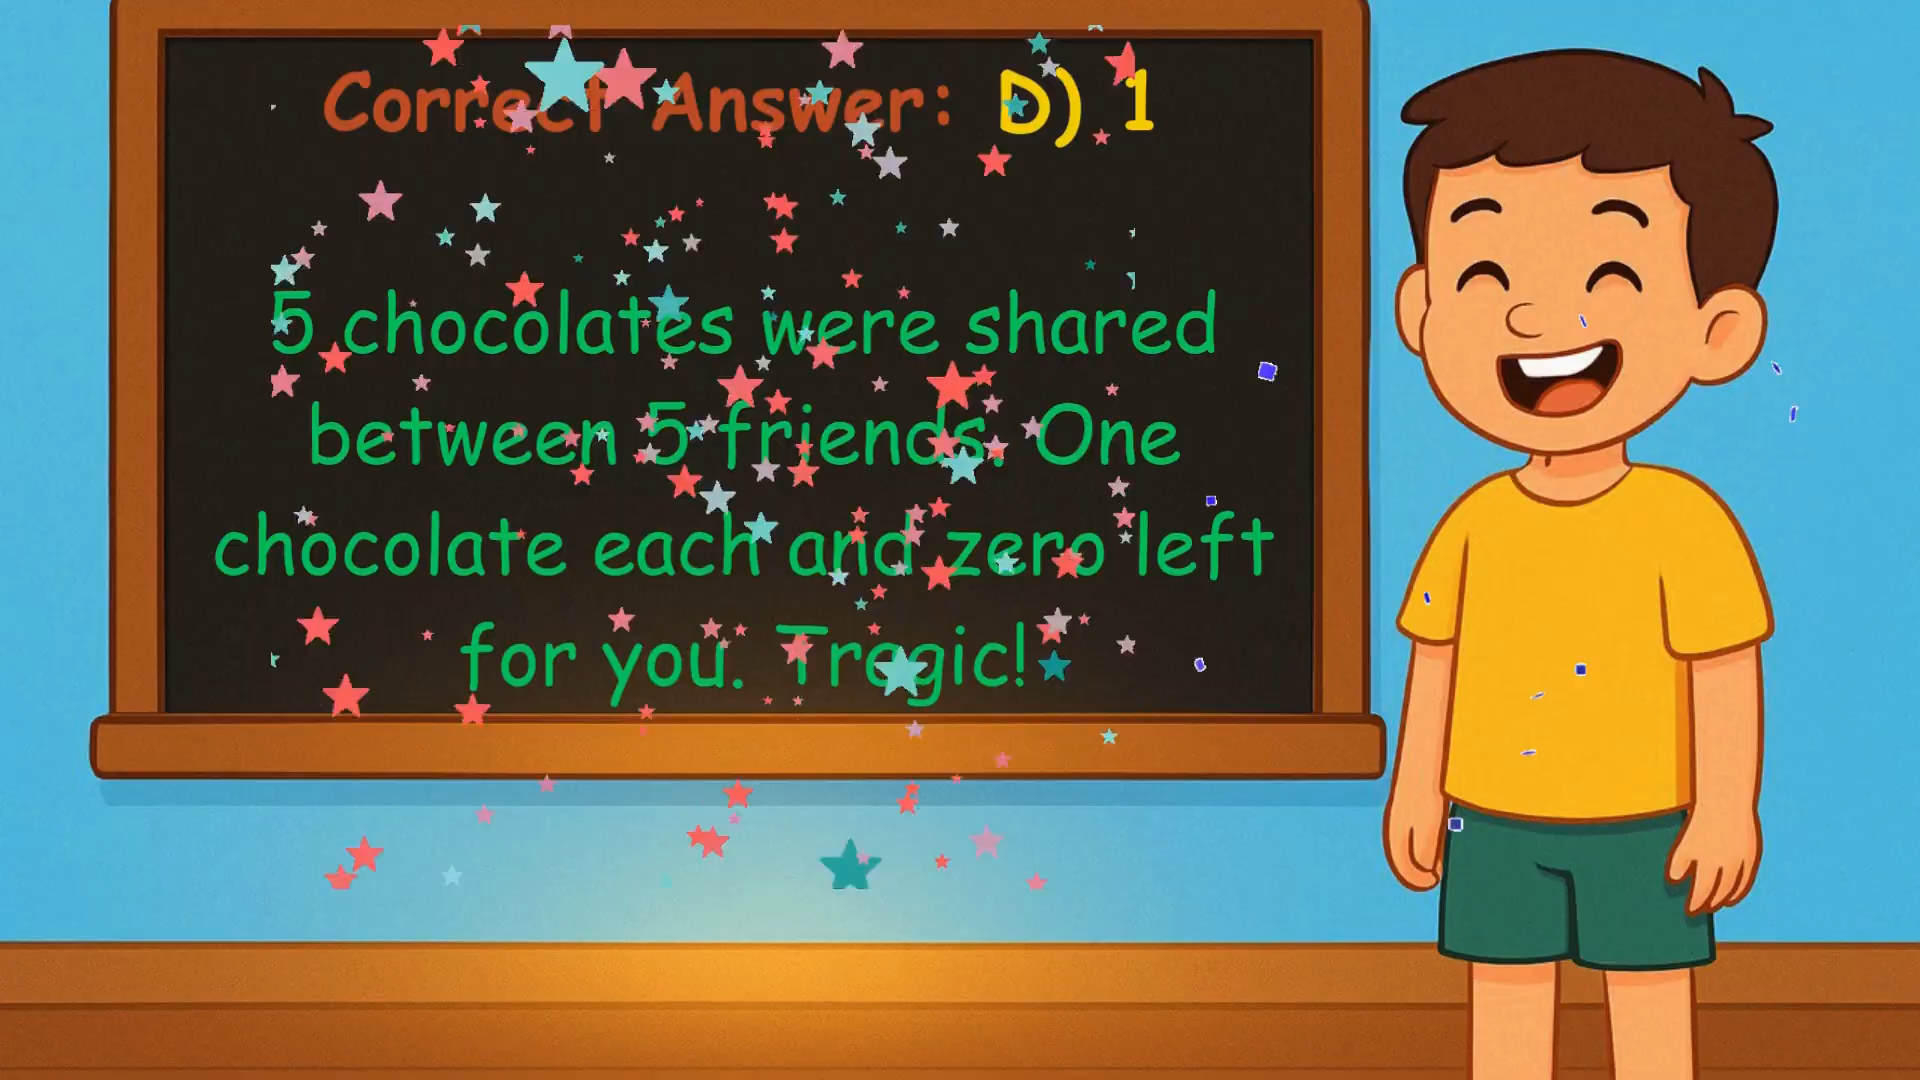 Correct Answer: D) 1
5 chocolates were shared
between 5 friends. One
chocolate each and zero left
for you. Tragic!